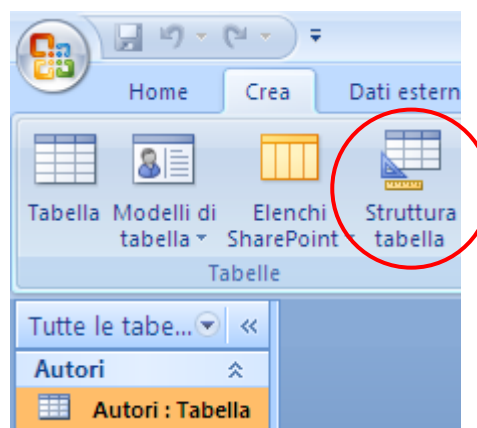 Home Crea Dati estern
Tabella Modelli di Elenchi Struttura
tabella SharePoint tabella
Tabelle
Tutte le tabe...
Autori
Autori : Tabella